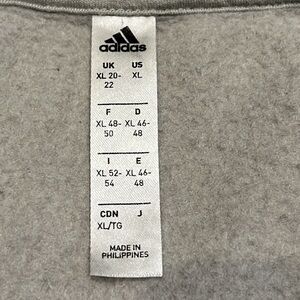 adidas
UK US
XL 20- XL
22
F D
XL 48- XL 46-
50 48
I E
XL 52- XL 46-
54 48
CDN J
XL/TG
MADE IN
PHILIPPINES